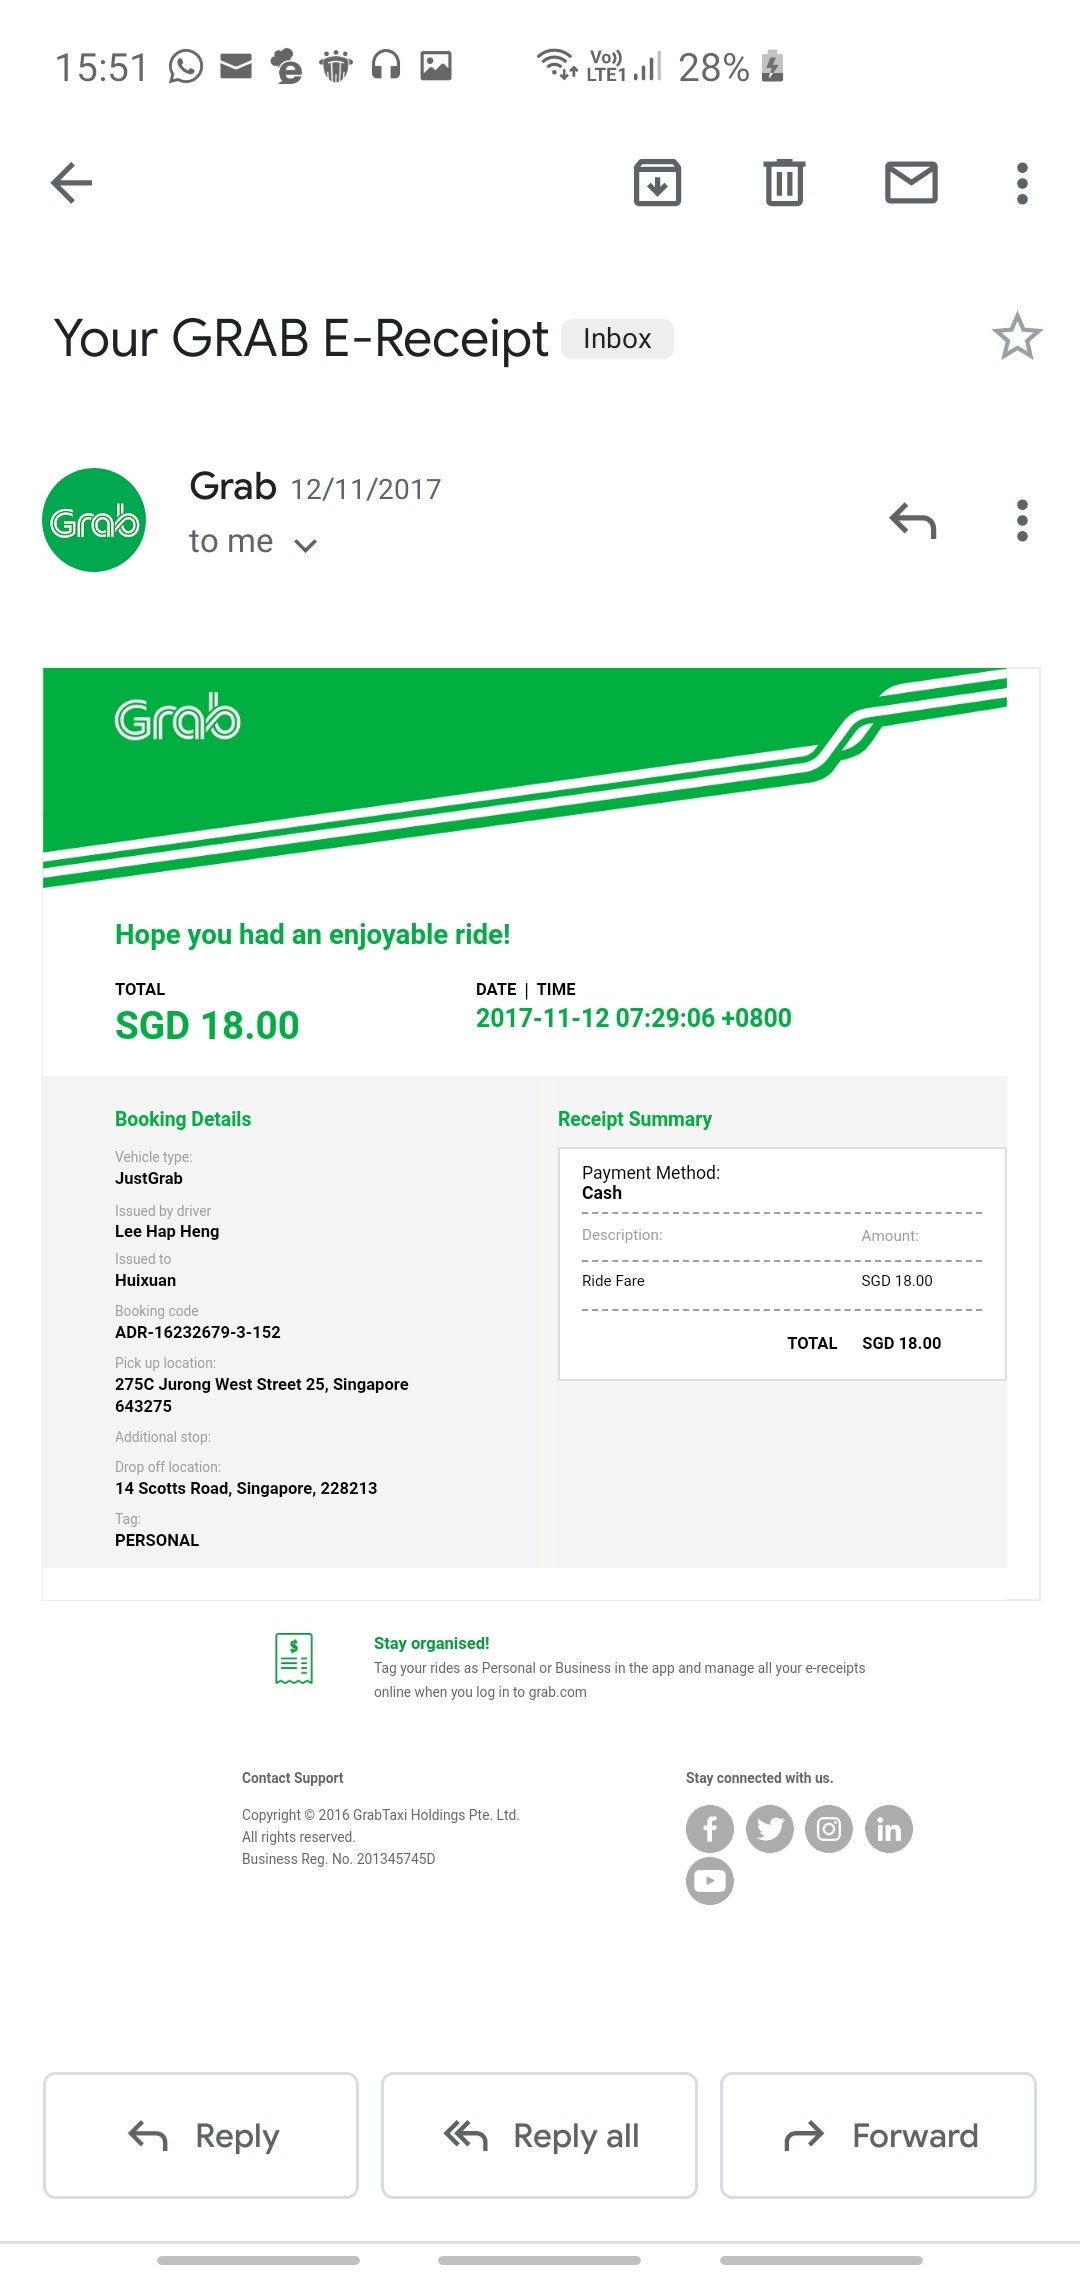 15:51
Vo)) LTE1 28%
Your GRAB E-Receipt Inbox
Grab
Grab 12/11/2017
to me
Grab
Hope you had an enjoyable ride!
TOTAL
SGD 18.00
DATE | TIME
2017-11-12 07:29:06 +0800
Booking Details
Vehicle type:
JustGrab
Issued by driver
Lee Hap Heng
Issued to
Huixuan
Booking code
ADR-16232679-3-152
Pick up location:
275C Jurong West Street 25, Singapore
643275
Additional stop:
Drop off location:
14 Scotts Road, Singapore, 228213
Tag:
PERSONAL
Receipt Summary
Payment Method:
Cash
Description: Amount:
Ride Fare SGD 18.00
TOTAL SGD 18.00
Stay organised!
Tag your rides as Personal or Business in the app and manage all your e-receipts
online when you log in to grab.com
Contact Support
Copyright © 2016 GrabTaxi Holdings Pte. Ltd.
All rights reserved.
Business Reg. No. 201345745D
Stay connected with us.
Reply
Reply all
Forward